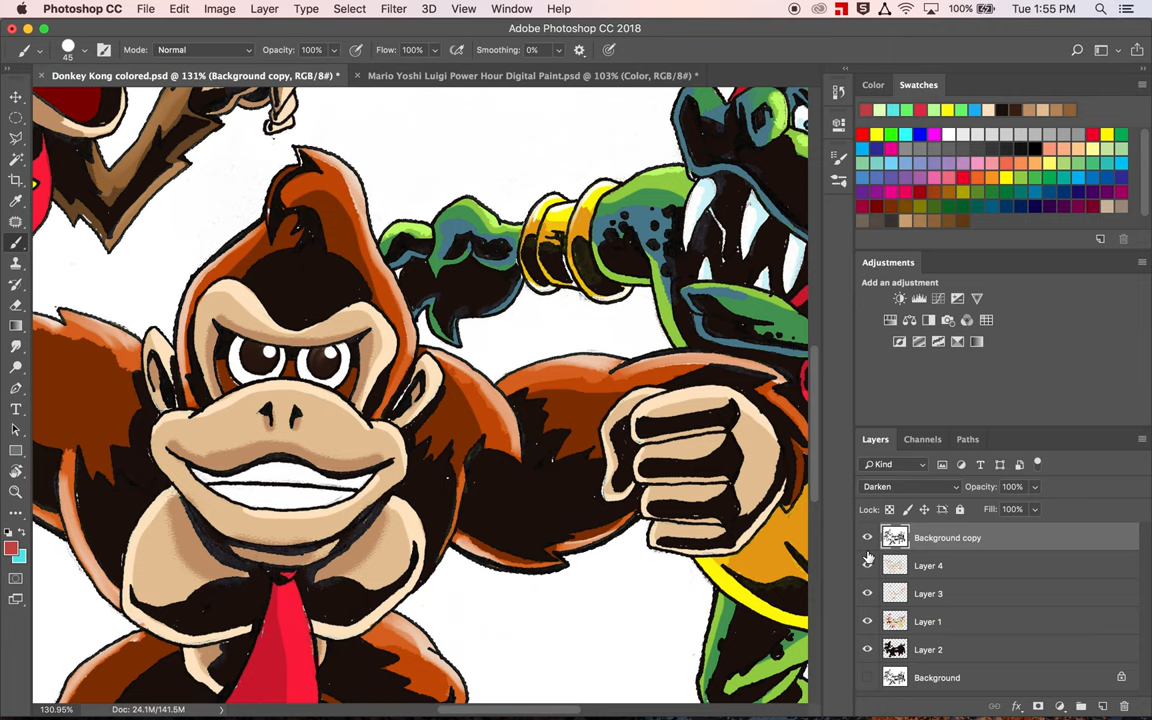 Photoshop CC File Edit Image Layer Type Select Filter 3D View Window Help 100% Tue 1:55 PM
Adobe Photoshop CC 2018
45 Mode: Normal Opacity: 100% Flow: 100% Smoothing: 0%
Donkey Kong colored.psd @ 131% (Background copy, RGB/8#) * Mario Yoshi Luigi Power Hour Digital Paint.psd @ 103% (Color, RGB/8#) *
Color Swatches
Adjustments
Add an adjustment
Layers Channels Paths
Kind
Darken Opacity: 100%
Lock: Fill: 100%
Background copy
Layer 4
Layer 3
Layer 1
Layer 2
Background
130.95% Doc: 24.1M/141.5M